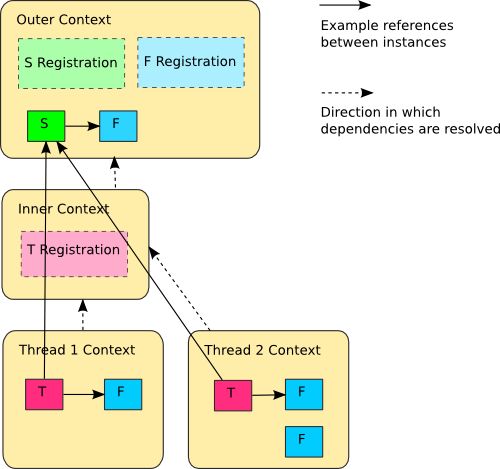 Outer Context
S Registration
F Registration
S
F
Example references
between instances
Direction in which
dependencies are resolved
Inner Context
T Registration
Thread 1 Context
T
F
Thread 2 Context
T
F
F